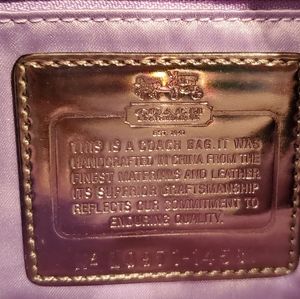 COACH
EST. 1941
THIS IS A COACH BAG. IT WAS
HANDCRAFTED IN CHINA FROM THE
FINEST MATERIALS AND LEATHER
ITS SUPERIOR CRAFTSMANSHIP
REFLECTS OUR COMMITMENT TO
ENDURING QUALITY.